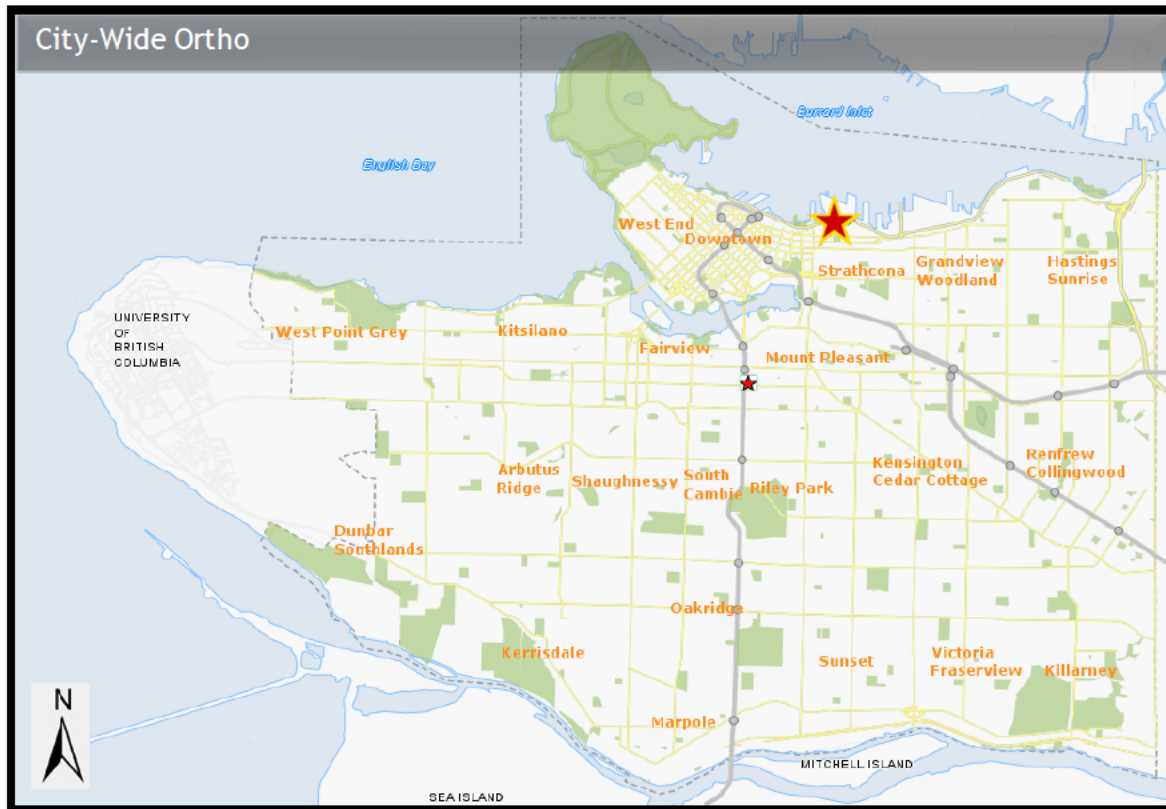 City-Wide Ortho
Burrard Inlet
English Bay
West End
Downtown
Strathcona
Grandview
Woodland
Hastings
Sunrise
UNIVERSITY
OF
BRITISH
COLUMBIA
West Point Grey
Kitsilano
Fairview
Mount Pleasant
Arbutus
Ridge
Shaughnessy
South
Cambie
Riley Park
Kensington
Cedar Cottage
Renfrew
Collingwood
Dunbar
Southlands
Oakridge
Kerrisdale
Sunset
Victoria
Fraserview
Killarney
Marpole
N
MITCHELL ISLAND
SEA ISLAND